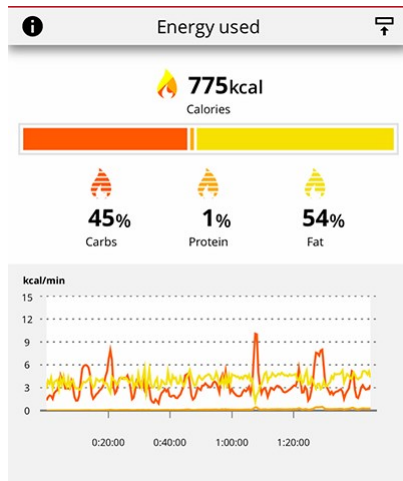 Energy used
775kcal
Calories
45% 1% 54%
Carbs Protein Fat
kcal/min
15
12
9
6
3
0
0:20:00 0:40:00 1:00:00 1:20:00